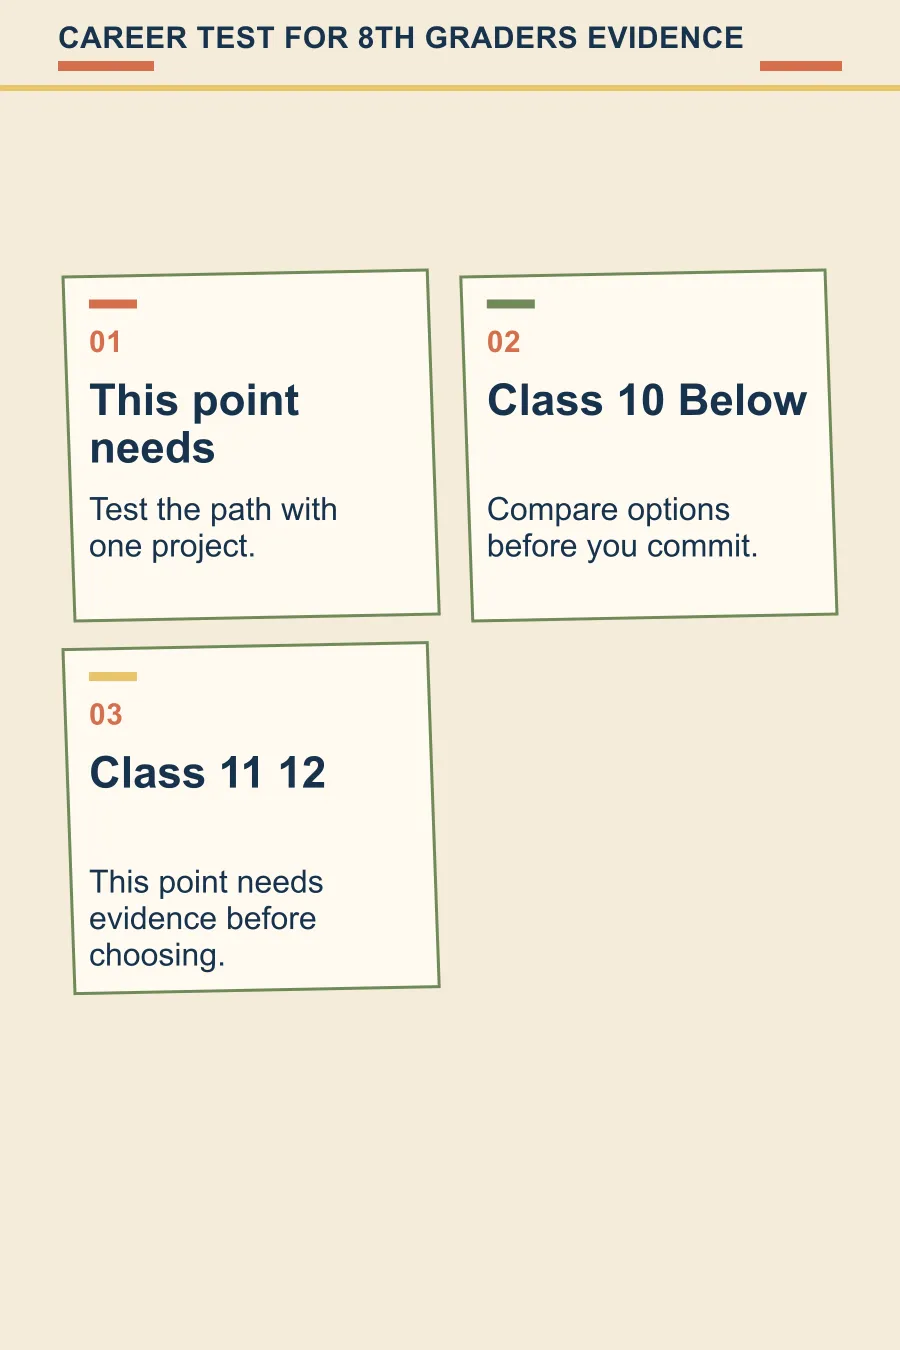 CAREER TEST FOR 8TH GRADERS EVIDENCE
01
This point
needs
Test the path with
one project.
02
Class 10 Below
Compare options
before you commit.
03
Class 11 12
This point needs
evidence before
choosing.